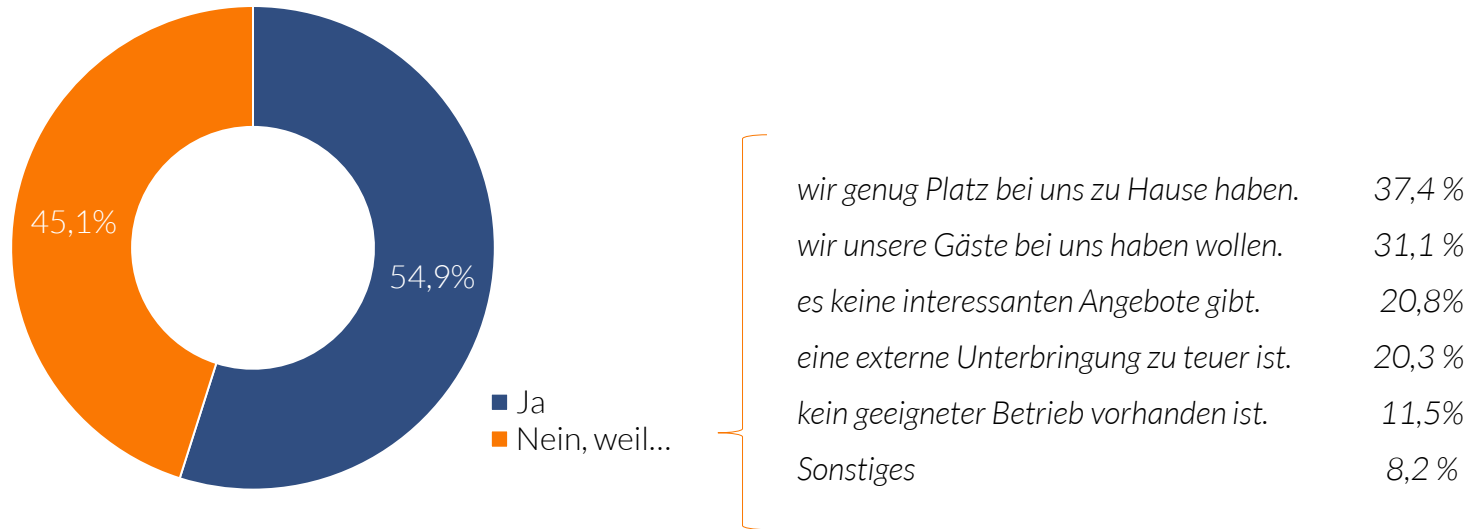 45,1%
54,9%
Ja
Nein, weil...
wir genug Platz bei uns zu Hause haben. 37,4 %
wir unsere Gäste bei uns haben wollen. 31,1 %
es keine interessanten Angebote gibt. 20,8%
eine externe Unterbringung zu teuer ist. 20,3 %
kein geeigneter Betrieb vorhanden ist. 11,5%
Sonstiges 8,2 %